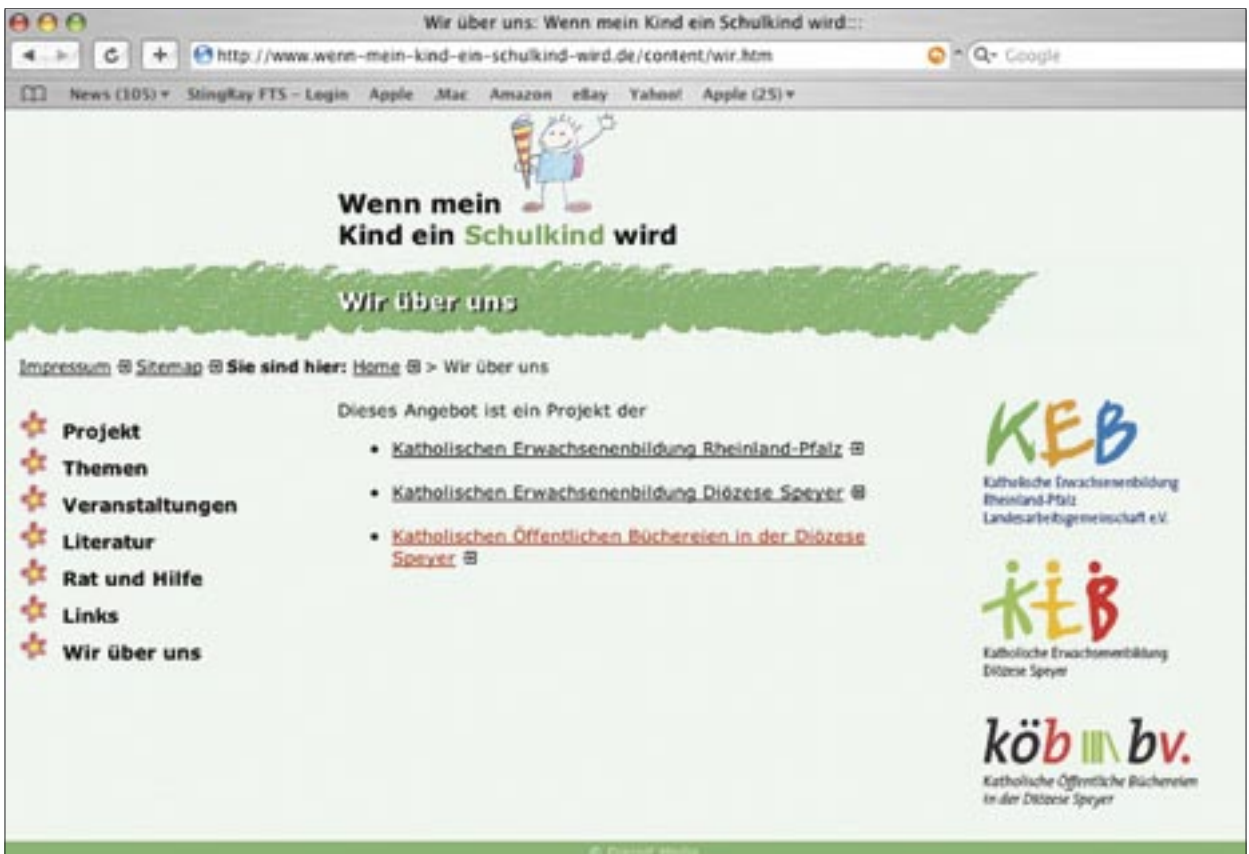 Wir über uns: Wenn mein Kind ein Schulkind wird:::
http://www.wenn-mein-kind-ein-schulkind-wird.de/content/wir.htm
Google
News (105) StingRay FTS – Login Apple .Mac Amazon eBay Yahoo! Apple (25)
Wenn mein
Kind ein Schulkind wird
Wir über uns
Impressum Sitemap Sie sind hier: Home > Wir über uns
Projekt
Themen
Veranstaltungen
Literatur
Rat und Hilfe
Links
Wir über uns
Dieses Angebot ist ein Projekt der
• Katholischen Erwachsenenbildung Rheinland-Pfalz
• Katholischen Erwachsenenbildung Diözese Speyer
• Katholischen Öffentlichen Büchereien in der Diözese
Speyer
KEB
Katholische Erwachsenenbildung
Rheinland-Pfalz
Landesarbeitsgemeinschaft e.V.
KEB
Katholische Erwachsenenbildung
Diözese Speyer
köb bv.
Katholische Öffentliche Büchereien
in der Diözese Speyer